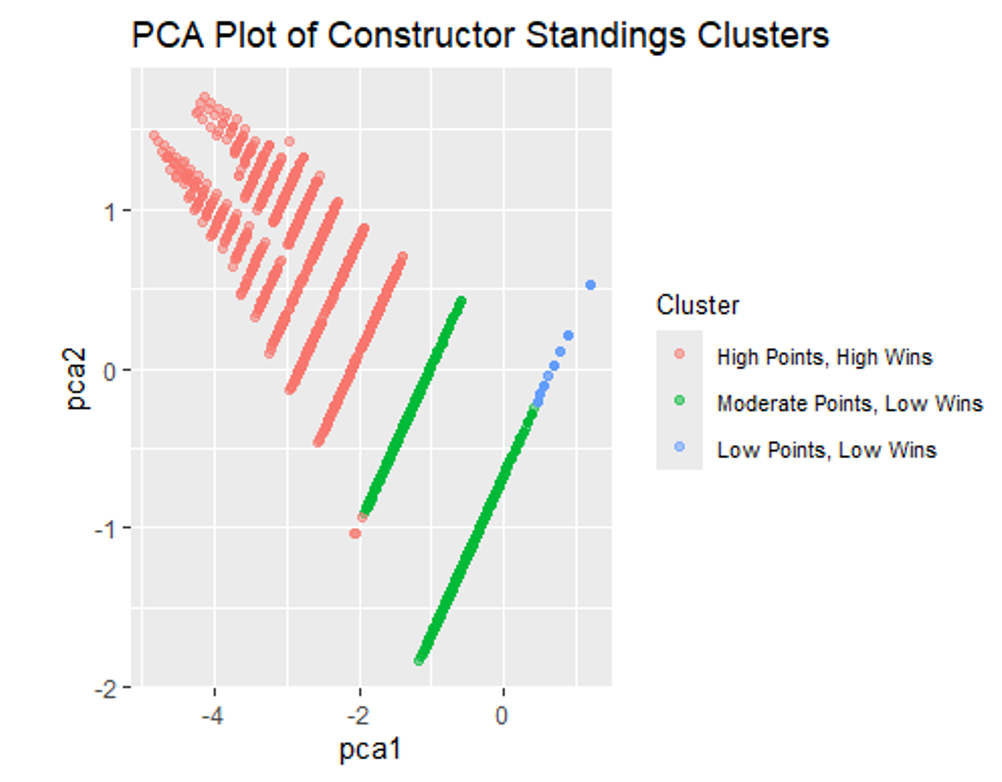 PCA Plot of Constructor Standings Clusters
1
0
-1
-2
pca2
-4
-2
0
pca1
Cluster
High Points, High Wins
Moderate Points, Low Wins
Low Points, Low Wins